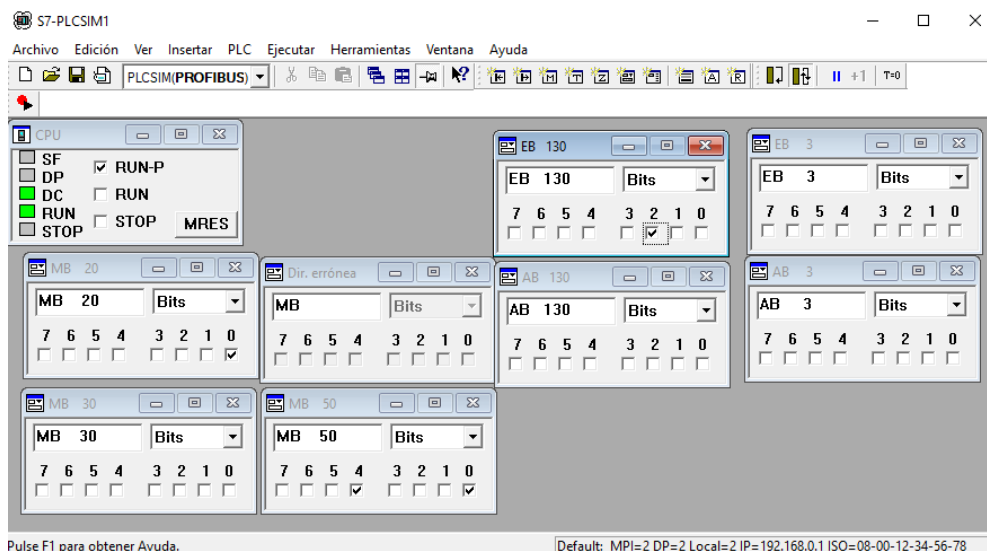 S7-PLCSIM1
Archivo Edición Ver Insertar PLC Ejecutar Herramientas Ventana Ayuda
PLCSIM(PROFIBUS) +1 T=0
CPU
SF
DP
DC
RUN
STOP
RUN-P
RUN
STOP
MRES
EB 130
EB 130 Bits
7 6 5 4 3 2 1 0
EB 3
EB 3 Bits
7 6 5 4 3 2 1 0
MB 20
MB 20 Bits
7 6 5 4 3 2 1 0
Dir. errónea
MB Bits
7 6 5 4 3 2 1 0
AB 130
AB 130 Bits
7 6 5 4 3 2 1 0
AB 3
AB 3 Bits
7 6 5 4 3 2 1 0
MB 30
MB 30 Bits
7 6 5 4 3 2 1 0
MB 50
MB 50 Bits
7 6 5 4 3 2 1 0
Pulse F1 para obtener Ayuda. Default: MPI=2 DP=2 Local=2 IP=192.168.0.1 ISO=08-00-12-34-56-78